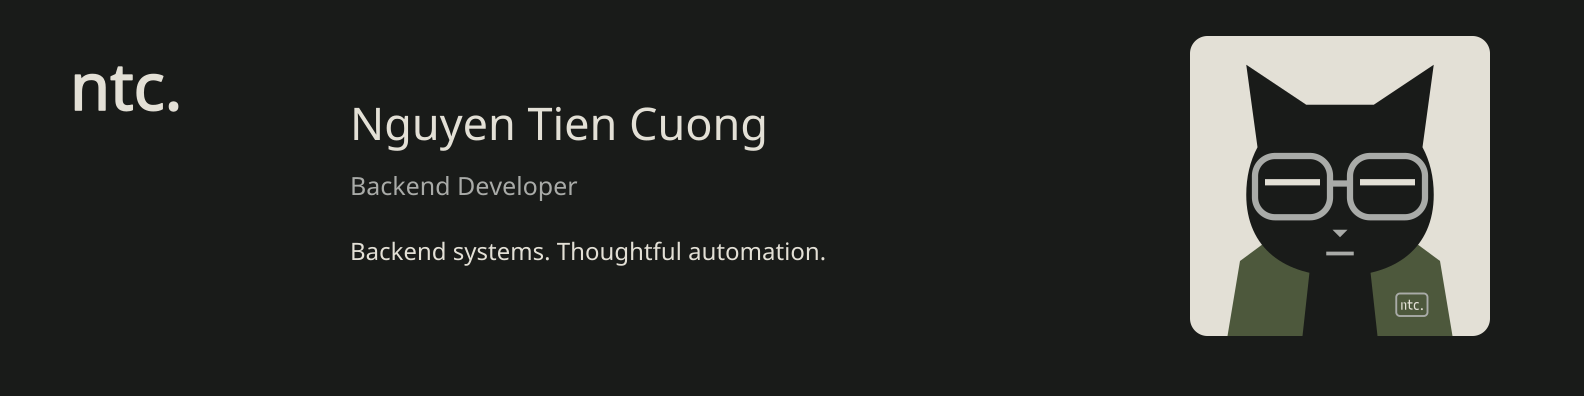 ntc.
Nguyen Tien Cuong
Backend Developer
Backend systems. Thoughtful automation.
ntc.